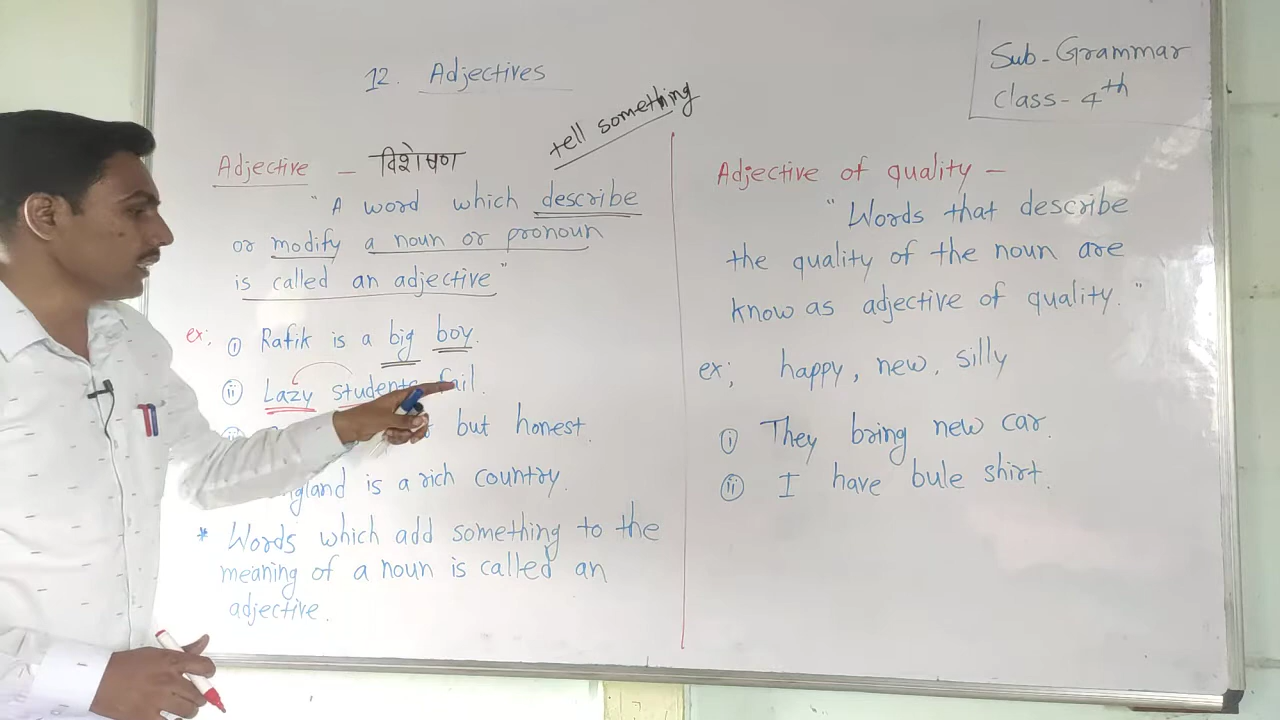 12. Adjectives
Sub-Grammar
Class-4th
tell something
Adjective - विशेषण
"A word which describe
or modify a noun or pronoun
is called an adjective"
ex; i Rafik is a big boy.
ii Lazy students fail.
but honest.
England is a rich country.
* Words which add something to the
meaning of a noun is called an
adjective.
Adjective of quality -
"Words that describe
the quality of the noun are
know as adjective of quality."
ex; happy, new, silly
i They bring new car.
ii I have bule shirt.